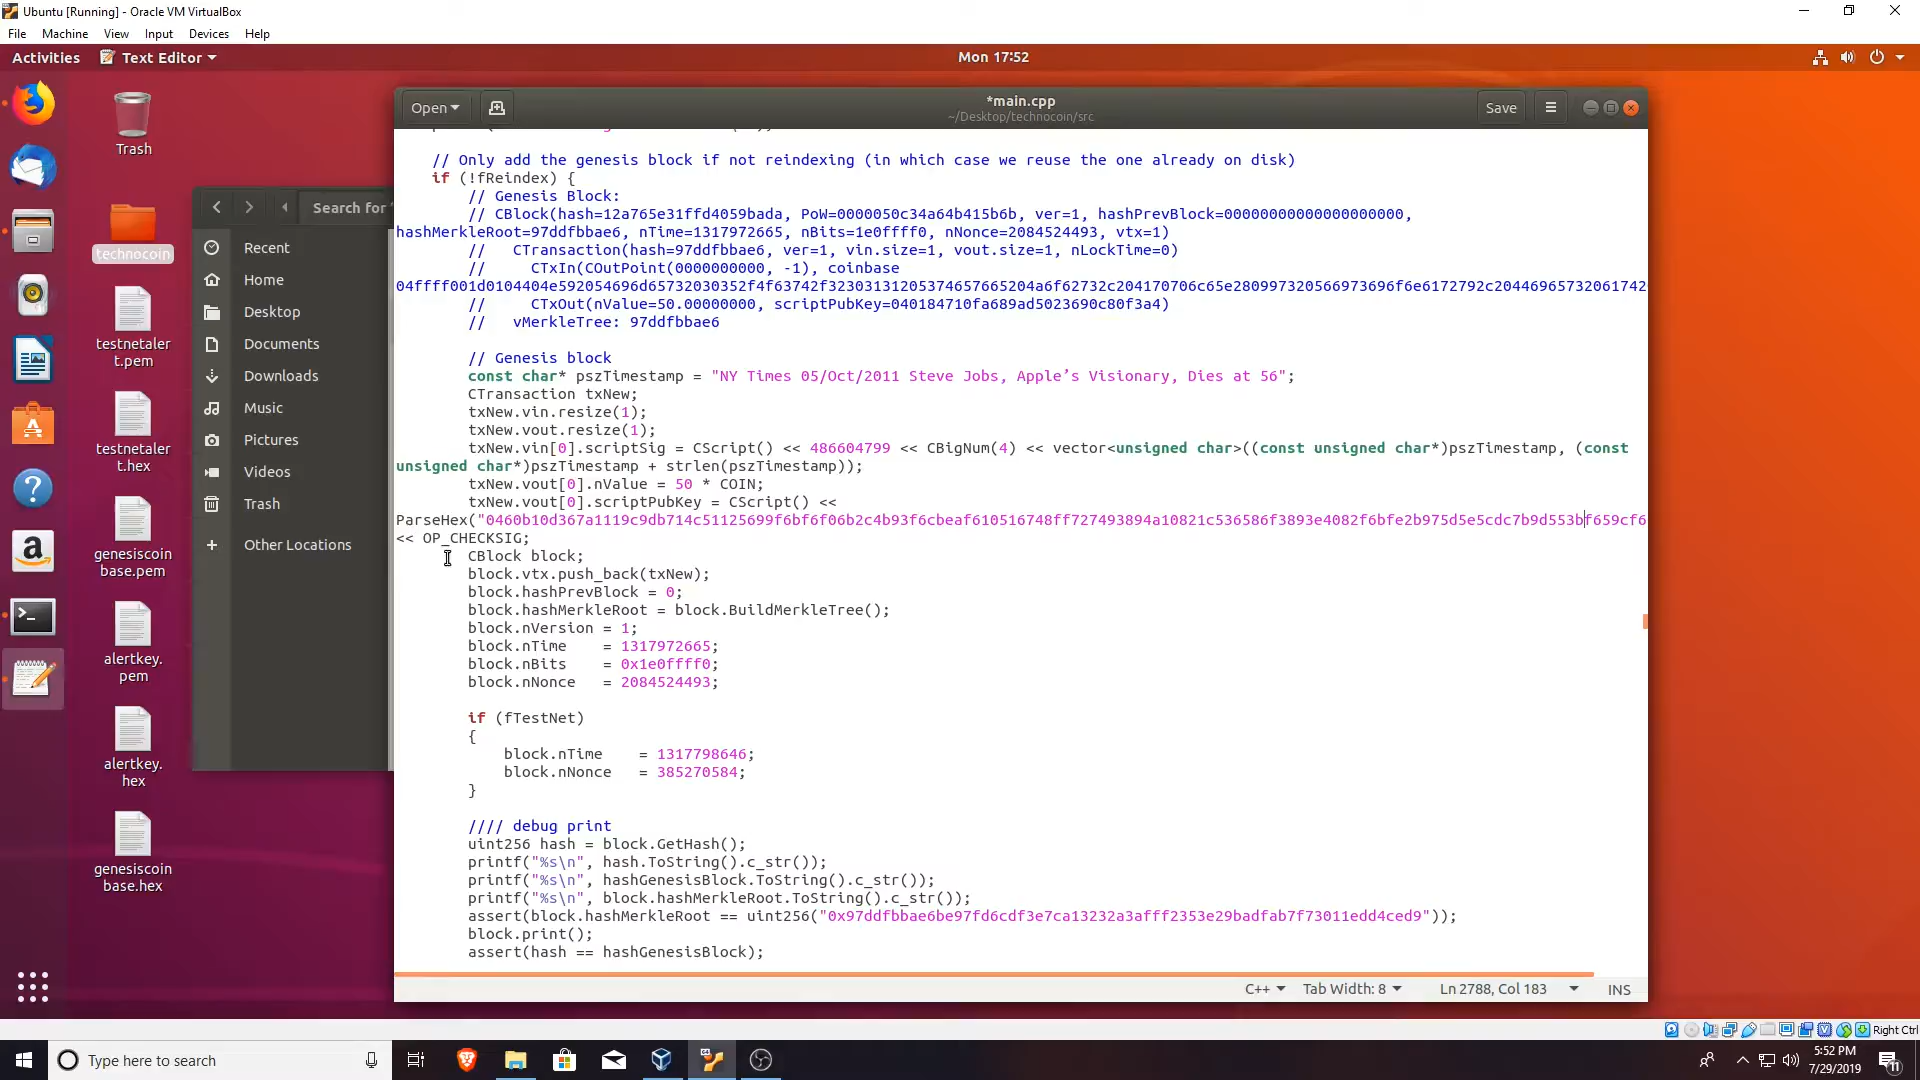 Ubuntu [Running] - Oracle VM VirtualBox
File Machine View Input Devices Help
Activities Text Editor Mon 17:52
Open *main.cpp Save
~/Desktop/technocoin/src
// Only add the genesis block if not reindexing (in which case we reuse the one already on disk)
if (!fReindex) {
// Genesis Block:
// CBlock(hash=12a765e31ffd4059bada, PoW=0000050c34a64b415b6b, ver=1, hashPrevBlock=00000000000000000000,
hashMerkleRoot=97ddfbbae6, nTime=1317972665, nBits=1e0ffff0, nNonce=2084524493, vtx=1)
// CTransaction(hash=97ddfbbae6, ver=1, vin.size=1, vout.size=1, nLockTime=0)
// CTxIn(COutPoint(0000000000, -1), coinbase
04ffff001d0104404e592054696d65732030352f4f63742f32303131205374657665204a6f62732c204170706c65e280997320566973696f6e6172792c2044696573206174
// CTxOut(nValue=50.00000000, scriptPubKey=040184710fa689ad5023690c80f3a4)
// vMerkleTree: 97ddfbbae6
// Genesis block
const char* pszTimestamp = "NY Times 05/Oct/2011 Steve Jobs, Apple’s Visionary, Dies at 56";
CTransaction txNew;
txNew.vin.resize(1);
txNew.vout.resize(1);
txNew.vin[0].scriptSig = CScript() << 486604799 << CBigNum(4) << vector<unsigned char>((const unsigned char*)pszTimestamp, (const
unsigned char*)pszTimestamp + strlen(pszTimestamp));
txNew.vout[0].nValue = 50 * COIN;
txNew.vout[0].scriptPubKey = CScript() <<
ParseHex("0460b10d367a1119c9db714c51125699f6bf6f06b2c4b93f6cbeaf610516748ff727493894a10821c536586f3893e4082f6bfe2b975d5e5cdc7b9d553bf659cf6
<< OP_CHECKSIG;
CBlock block;
block.vtx.push_back(txNew);
block.hashPrevBlock = 0;
block.hashMerkleRoot = block.BuildMerkleTree();
block.nVersion = 1;
block.nTime = 1317972665;
block.nBits = 0x1e0ffff0;
block.nNonce = 2084524493;
if (fTestNet)
{
block.nTime = 1317798646;
block.nNonce = 385270584;
}
//// debug print
uint256 hash = block.GetHash();
printf("%s\n", hash.ToString().c_str());
printf("%s\n", hashGenesisBlock.ToString().c_str());
printf("%s\n", block.hashMerkleRoot.ToString().c_str());
assert(block.hashMerkleRoot == uint256("0x97ddfbbae6be97fd6cdf3e7ca13232a3afff2353e29badfab7f73011edd4ced9"));
block.print();
assert(hash == hashGenesisBlock);
C++ Tab Width: 8 Ln 2788, Col 183 INS
Trash
technocoin
testnetaler
t.pem
testnetaler
t.hex
genesiscoin
base.pem
alertkey.
pem
alertkey.
hex
genesiscoin
base.hex
Search for
Recent
Home
Desktop
Documents
Downloads
Music
Pictures
Videos
Trash
Other Locations
Right Ctrl
Type here to search
5:52 PM
7/29/2019
11